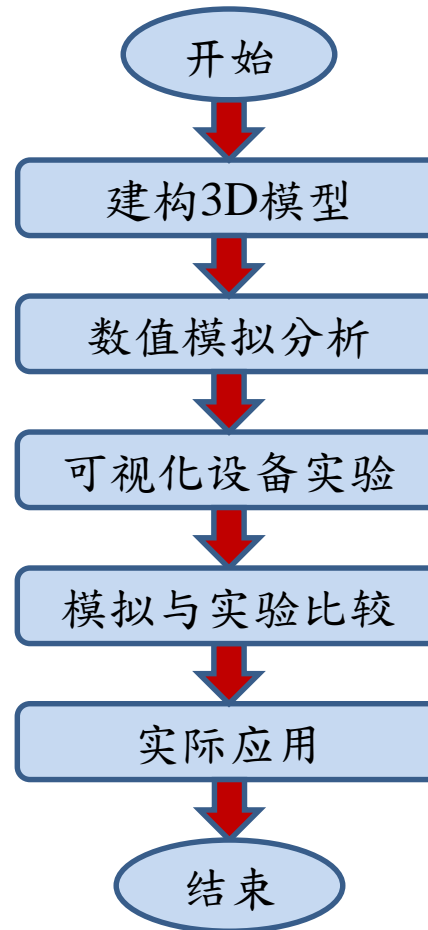 开始
建构3D模型
数值模拟分析
可视化设备实验
模拟与实验比较
实际应用
结束